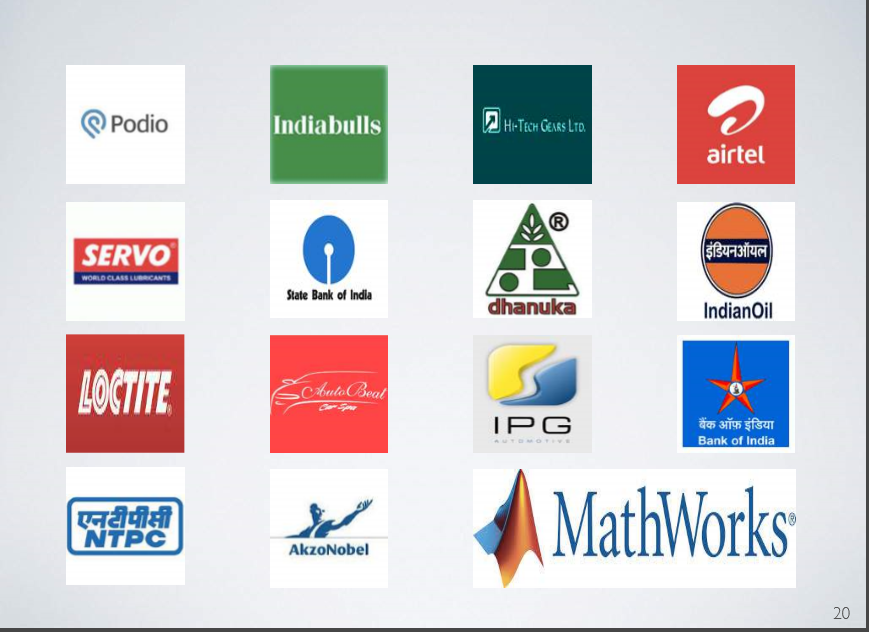 Podio
Indiabulls
HI-TECH GEARS LTD.
airtel
SERVO®
WORLD CLASS LUBRICANTS
State Bank of India
®
dhanuka
इंडियनऑयल
IndianOil
LOCTITE®
AutoBeat
Car Spa
IPG
AUTOMOTIVE
बैंक ऑफ़ इंडिया
Bank of India
एनटीपीसी
NTPC
AkzoNobel
MathWorks®
20